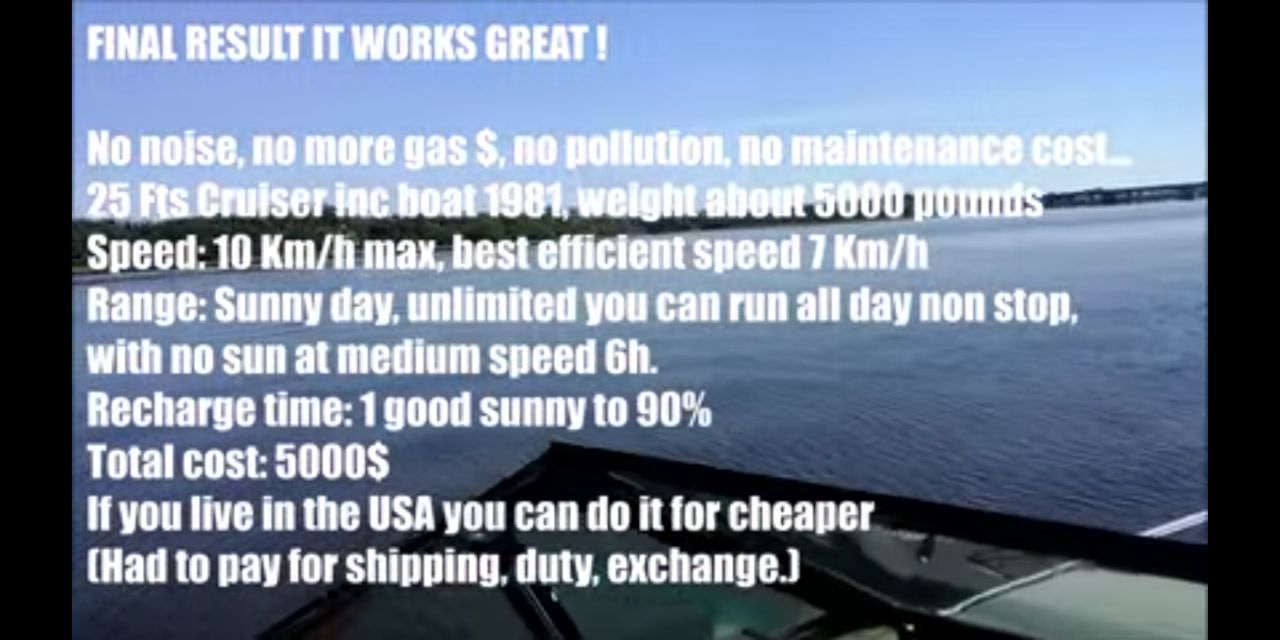 FINAL RESULT IT WORKS GREAT !
No noise, no more gas $, no pollution, no maintenance cost...
25 Fts Cruiser inc boat 1981, weight about 5000 pounds
Speed: 10 Km/h max, best efficient speed 7 Km/h
Range: Sunny day, unlimited you can run all day non stop,
with no sun at medium speed 6h.
Recharge time: 1 good sunny to 90%
Total cost: 5000$
If you live in the USA you can do it for cheaper
(Had to pay for shipping, duty, exchange.)